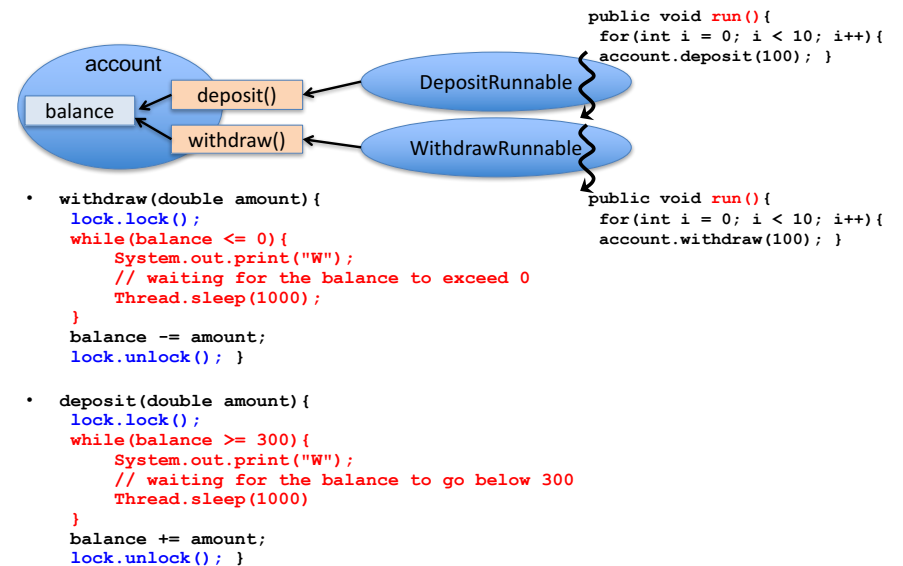 public void run(){
for(int i = 0; i < 10; i++){
account.deposit(100); }
account
balance
deposit()
withdraw()
DepositRunnable
WithdrawRunnable
public void run(){
for(int i = 0; i < 10; i++){
account.withdraw(100); }
• withdraw(double amount){
lock.lock();
while(balance <= 0){
System.out.print("W");
// waiting for the balance to exceed 0
Thread.sleep(1000);
}
balance -= amount;
lock.unlock(); }
• deposit(double amount){
lock.lock();
while(balance >= 300){
System.out.print("W");
// waiting for the balance to go below 300
Thread.sleep(1000)
}
balance += amount;
lock.unlock(); }